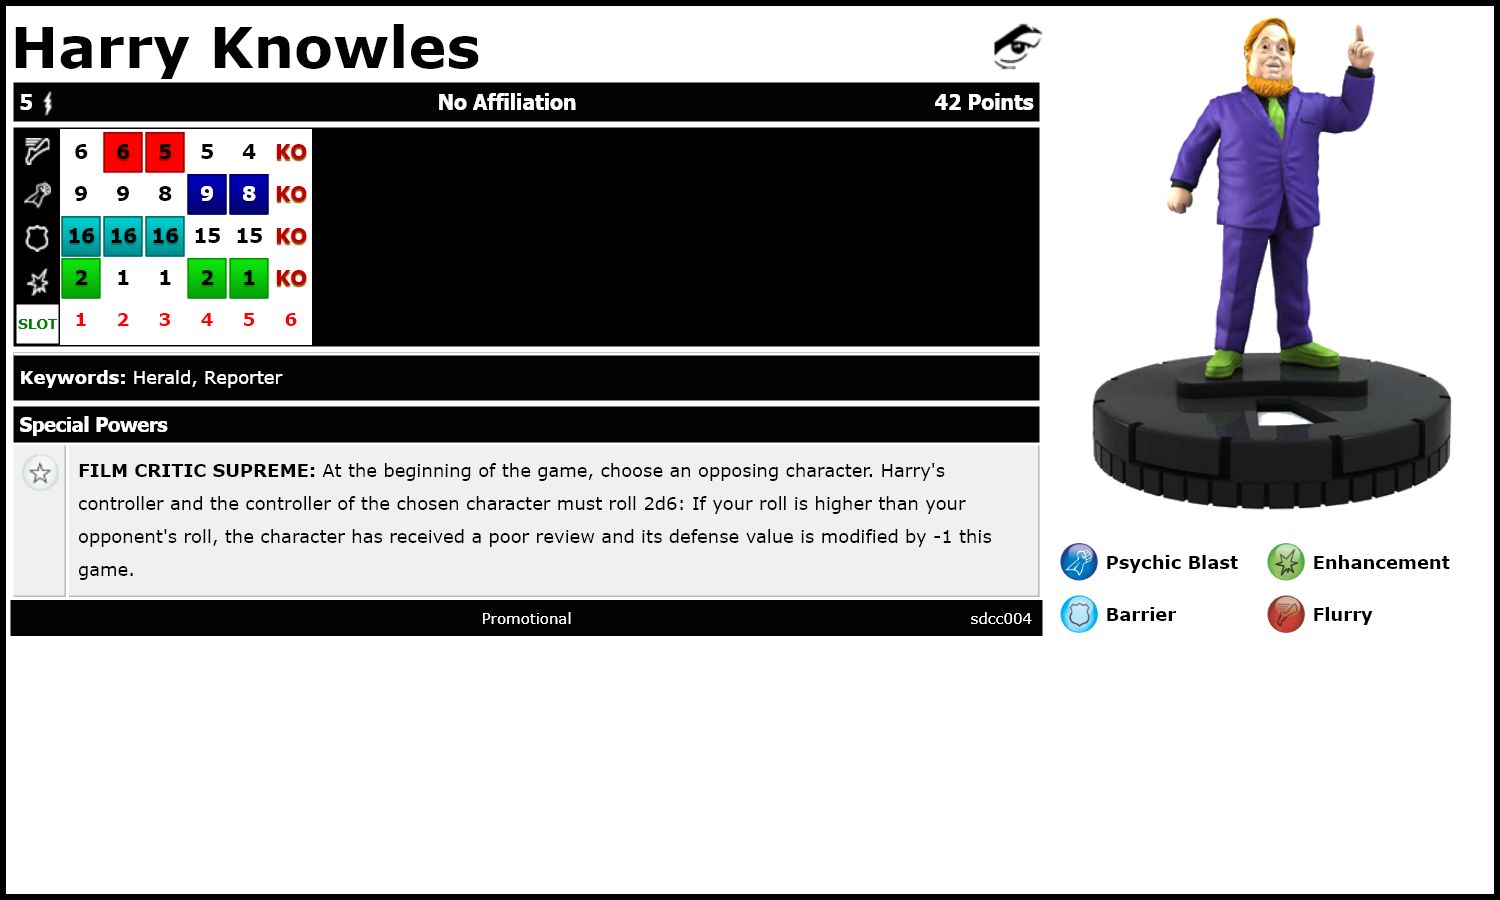 Harry Knowles
5 No Affiliation 42 Points
6 6 5 5 4 KO
9 9 8 9 8 KO
16 16 16 15 15 KO
2 1 1 2 1 KO
SLOT 1 2 3 4 5 6
Keywords: Herald, Reporter
Special Powers
FILM CRITIC SUPREME: At the beginning of the game, choose an opposing character. Harry's
controller and the controller of the chosen character must roll 2d6: If your roll is higher than your
opponent's roll, the character has received a poor review and its defense value is modified by -1 this
game.
Promotional sdcc004
Psychic Blast Enhancement
Barrier Flurry